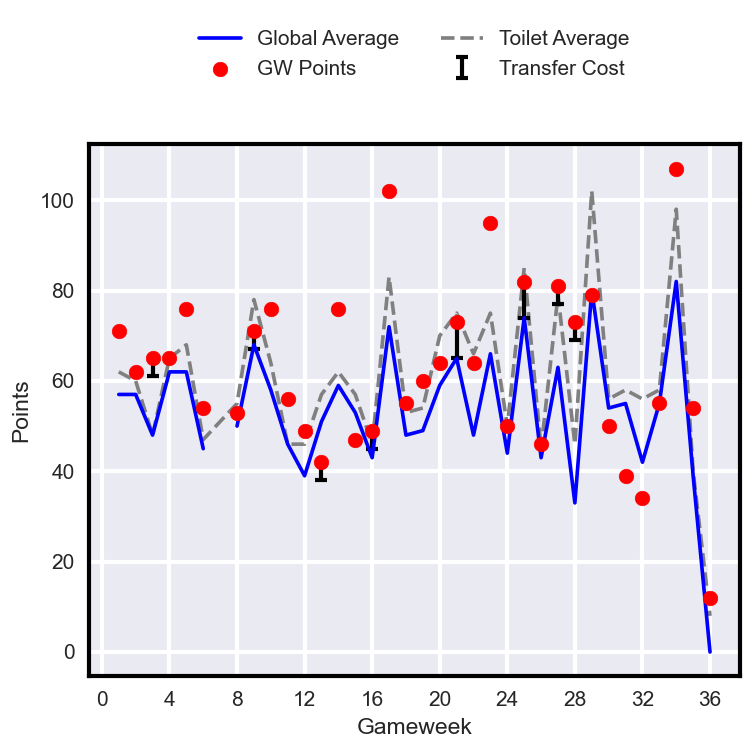 Global Average
Toilet Average
GW Points
Transfer Cost
100
80
60
40
20
0
Points
0 4 8 12 16 20 24 28 32 36
Gameweek